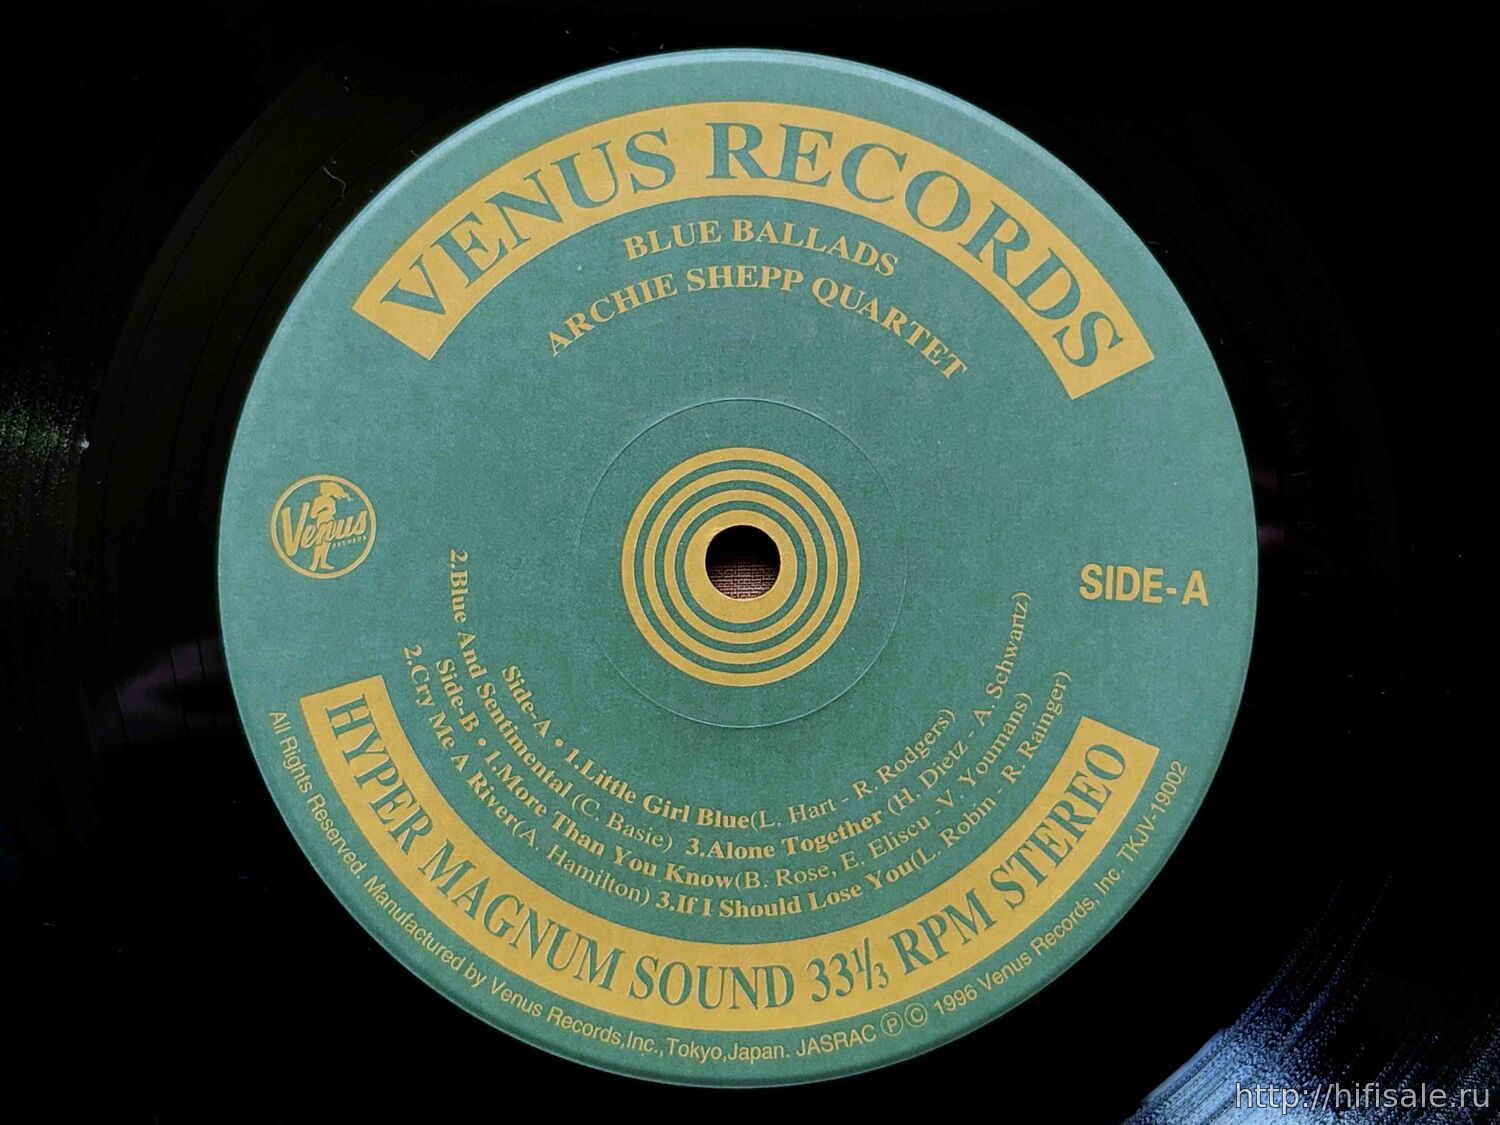 VENUS RECORDS
BLUE BALLADS
ARCHIE SHEPP QUARTET
Venus
RECORDS
SIDE-A
Side-A • 1.Little Girl Blue(L. Hart - R. Rodgers)
2.Blue And Sentimental (C. Basie) 3.Alone Together (H. Dietz - A. Schwartz)
Side-B • 1.More Than You Know(B. Rose, E. Eliscu -V. Youmans)
2.Cry Me A River(A. Hamilton) 3.If I Should Lose You(L. Robin - R. Rainger)
HYPER MAGNUM SOUND 33⅓ RPM STEREO
All Rights Reserved. Manufactured by Venus Records,Inc.,Tokyo,Japan. JASRAC ℗© 1996 Venus Records, Inc. TKJV-19002
http://hifisale.ru